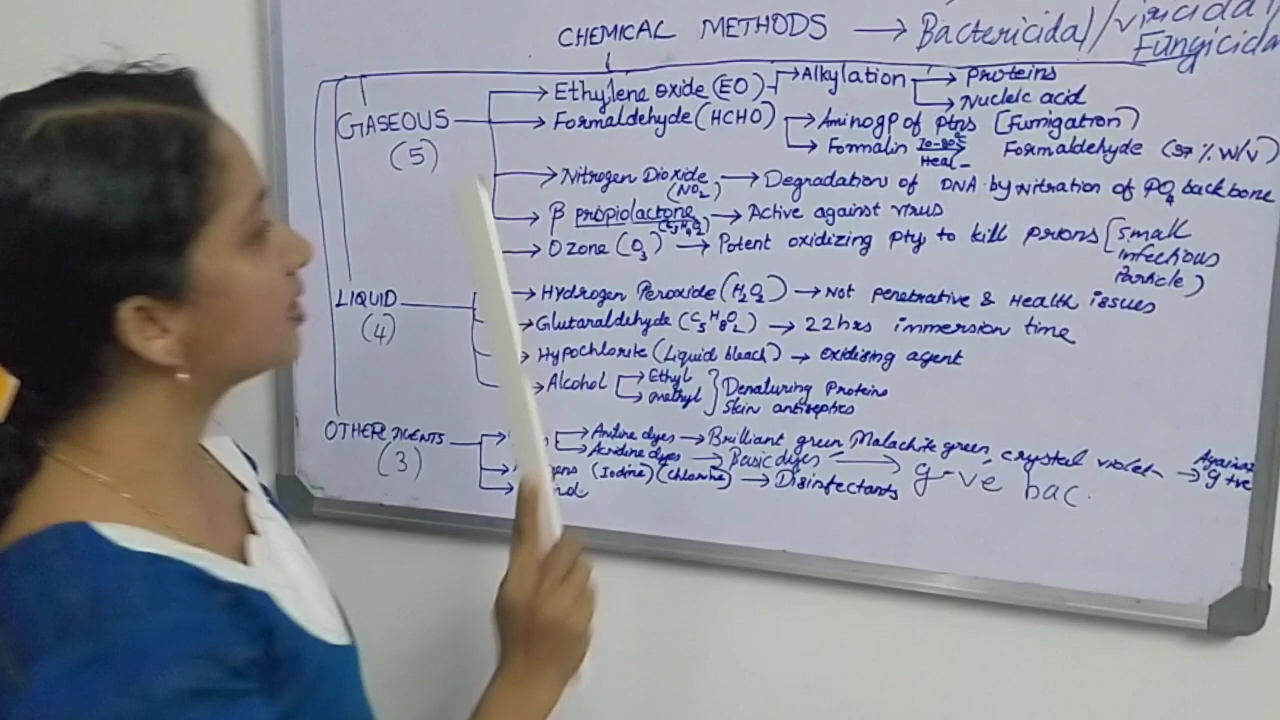 CHEMICAL METHODS → Bactericidal/viricidal/
Fungicida
GASEOUS
(5)
→ Ethylene oxide (EO) → Alkylation → Proteins
→ Nucleic acid
→ Formaldehyde (HCHO) → Aminogp of ptns [Fumigation)
→ Formalin Heat Formaldehyde (37 % W/V)
→ Nitrogen Dioxide (NO2) → Degradation of DNA by Nitration of PO4 backbone
→ β propiolactone → Active against virus
→ Ozone (O3) → Potent oxidizing pty to kill prions [small
infectious
Particle)
LIQUID
(4)
→ Hydrogen Peroxide (H2O2) → Not penetrative & Health issues
→ Glutaraldehyde (C5H8O2) → 22hrs immersion time
→ Hypochlorite (Liquid bleach) → oxidising agent
→ Alcohol → Ethyl
→ methyl } Denaturing Proteins
Skin antiseptics
OTHER AGENTS
(3)
→ Aniline dyes → Brilliant green, Malachite green, crystal violet → Against
g +ve
→ Acridine dyes → Basic dyes → g-ve bac.
(Iodine) (chlorine) → Disinfectants